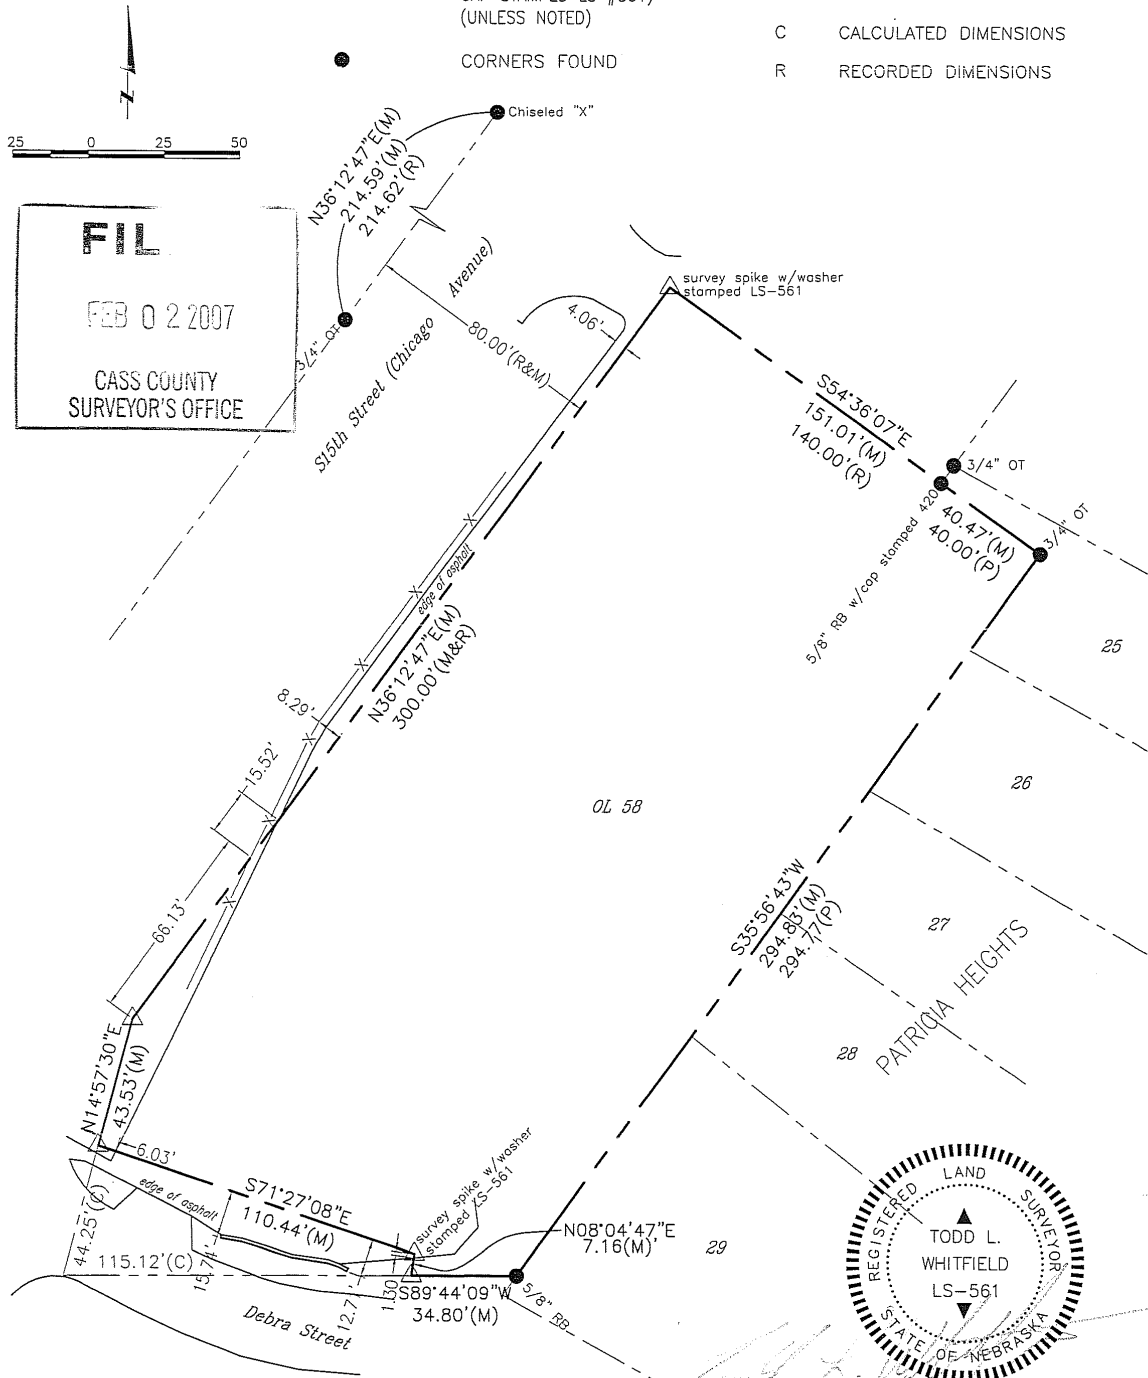 (UNLESS NOTED)
CORNERS FOUND
C CALCULATED DIMENSIONS
R RECORDED DIMENSIONS
N
25 0 25 50
FIL
FEB 0 2 2007
CASS COUNTY
SURVEYOR'S OFFICE
Chiseled "X"
N36°12'47"E(M)
214.59'(M)
214.62'(R)
3/4" OT
S15th Street (Chicago Avenue)
80.00'(R&M)
4.06'
survey spike w/washer
stamped LS-561
S54°36'07"E
151.01'(M)
140.00'(R)
3/4" OT
40.47'(M)
40.00'(P)
3/4" OT
5/8" RB w/cap stamped 420
X
X
edge of asphalt
X
X
X
X
N36°12'47"E(M)
300.00'(M&R)
8.29'
15.52'
66.13'
OL 58
25
26
27
28
29
PATRICIA HEIGHTS
S35°56'43"W
294.83'(M)
294.77(P)
N14°57'30"E
43.53'(M)
6.03'
edge of asphalt
S71°27'08"E
110.44'(M)
survey spike w/washer
stamped LS-561
N08°04'47"E
7.16(M)'
44.25'(C)
115.12'(C)
15.74'
1.30'
S89°44'09"W
34.80'(M)
5/8" RB
Debra Street
REGISTERED LAND SURVEYOR
TODD L.
WHITFIELD
LS-561
STATE OF NEBRASKA